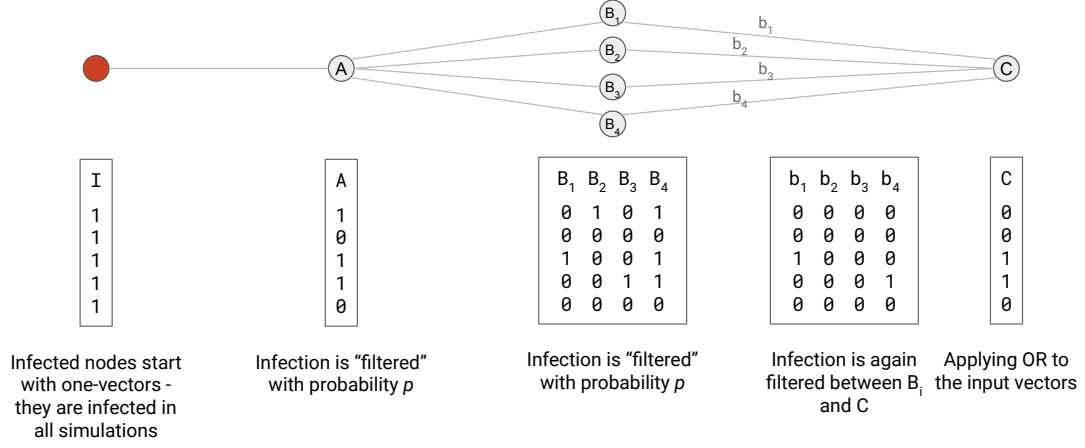 B₁
b₁
B₂
b₂
A
b₃
C
B₃
b₄
B₄
I
1
1
1
1
1
A
1
0
1
1
0
B₁ B₂ B₃ B₄
0 1 0 1
0 0 0 0
1 0 0 1
0 0 1 1
0 0 0 0
b₁ b₂ b₃ b₄
0 0 0 0
0 0 0 0
1 0 0 0
0 0 0 1
0 0 0 0
C
0
0
1
1
0
Infected nodes start
with one-vectors -
they are infected in
all simulations
Infection is “filtered”
with probability p
Infection is “filtered”
with probability p
Infection is again
filtered between Bᵢ
and C
Applying OR to
the input vectors